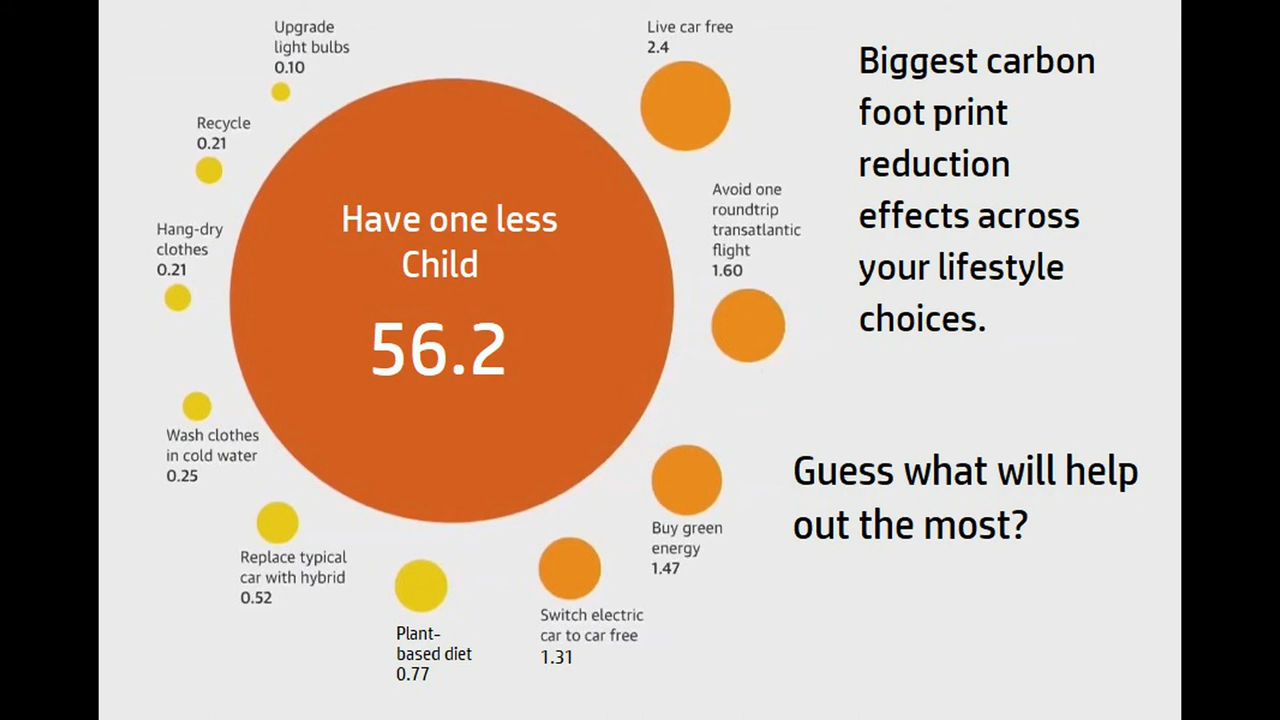 Upgrade
light bulbs
0.10
Live car free
2.4
Biggest carbon
foot print
reduction
effects across
your lifestyle
choices.
Recycle
0.21
Avoid one
roundtrip
transatlantic
flight
1.60
Have one less
Child
56.2
Hang-dry
clothes
0.21
Wash clothes
in cold water
0.25
Guess what will help
out the most?
Buy green
energy
1.47
Replace typical
car with hybrid
0.52
Plant-
based diet
0.77
Switch electric
car to car free
1.31